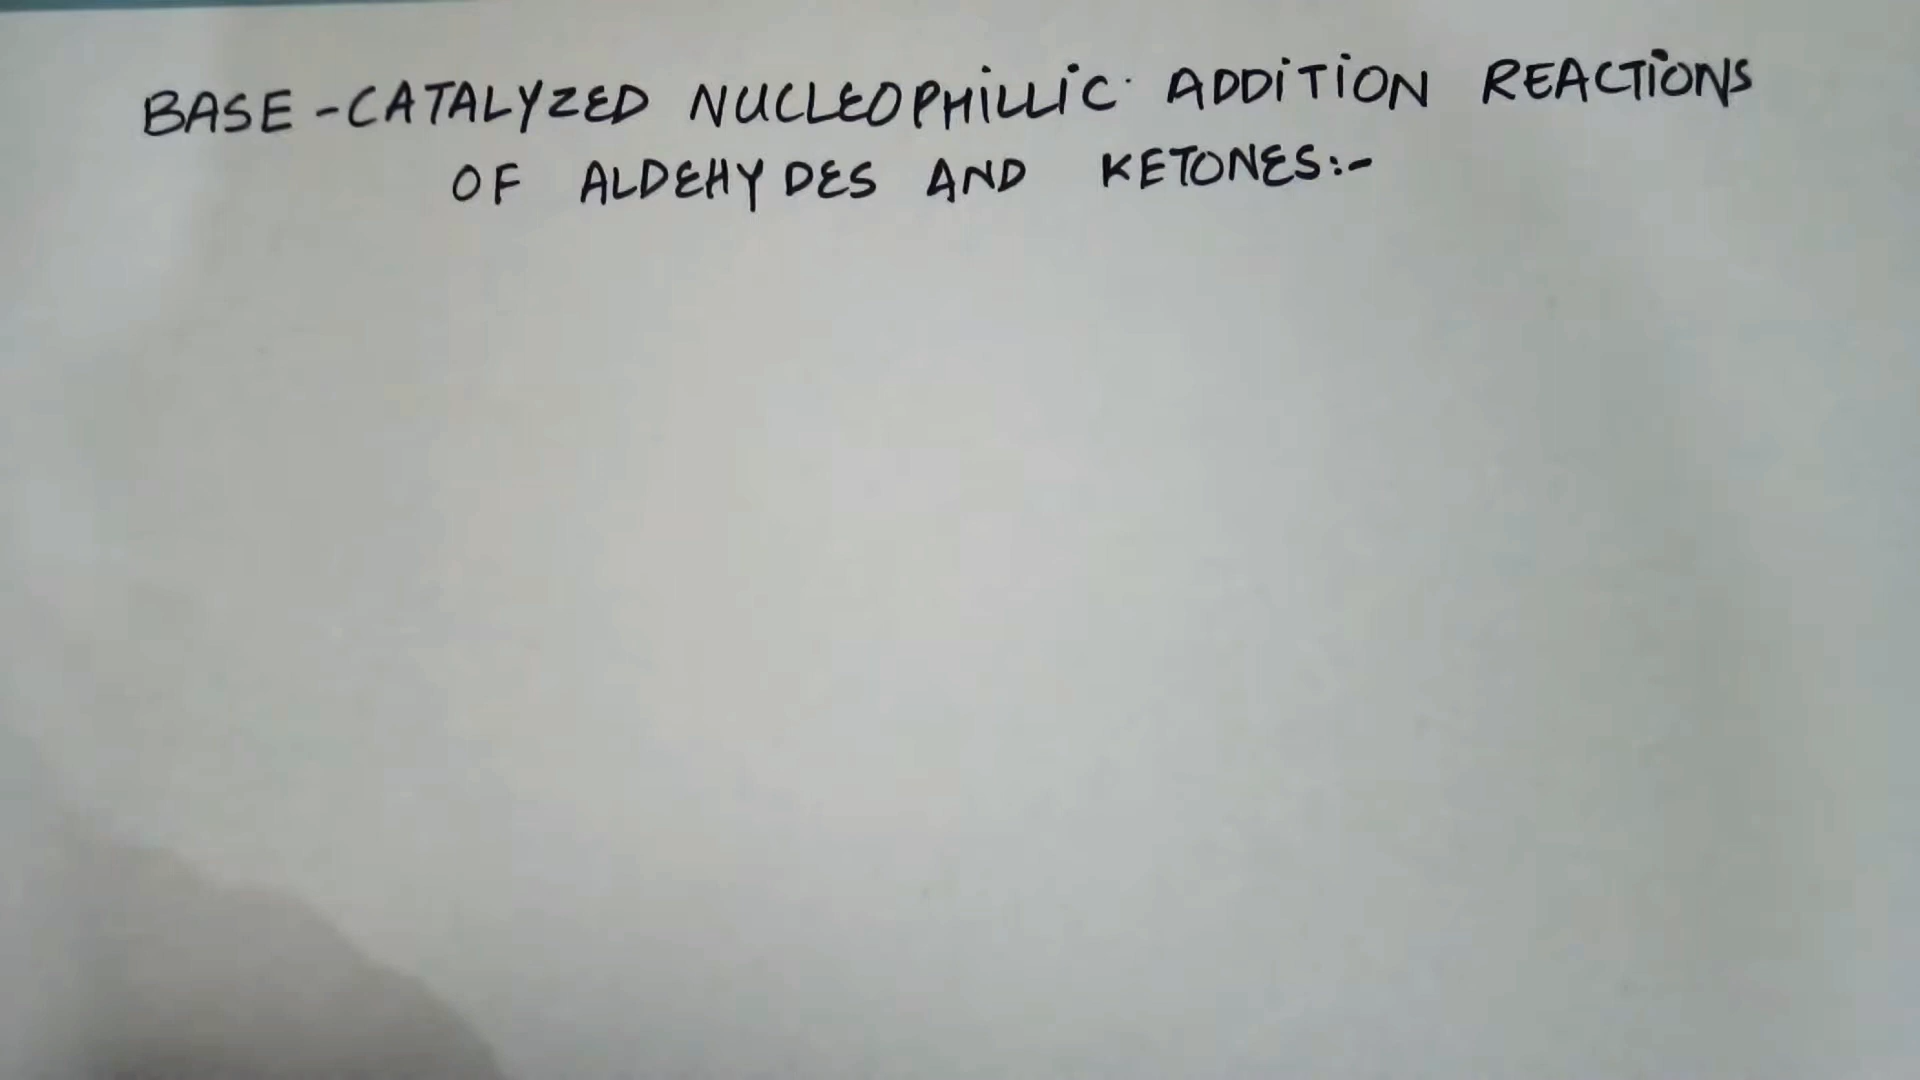 BASE-CATALYZED NUCLEOPHILLIC ADDITION REACTIONS
OF ALDEHYDES AND KETONES:-